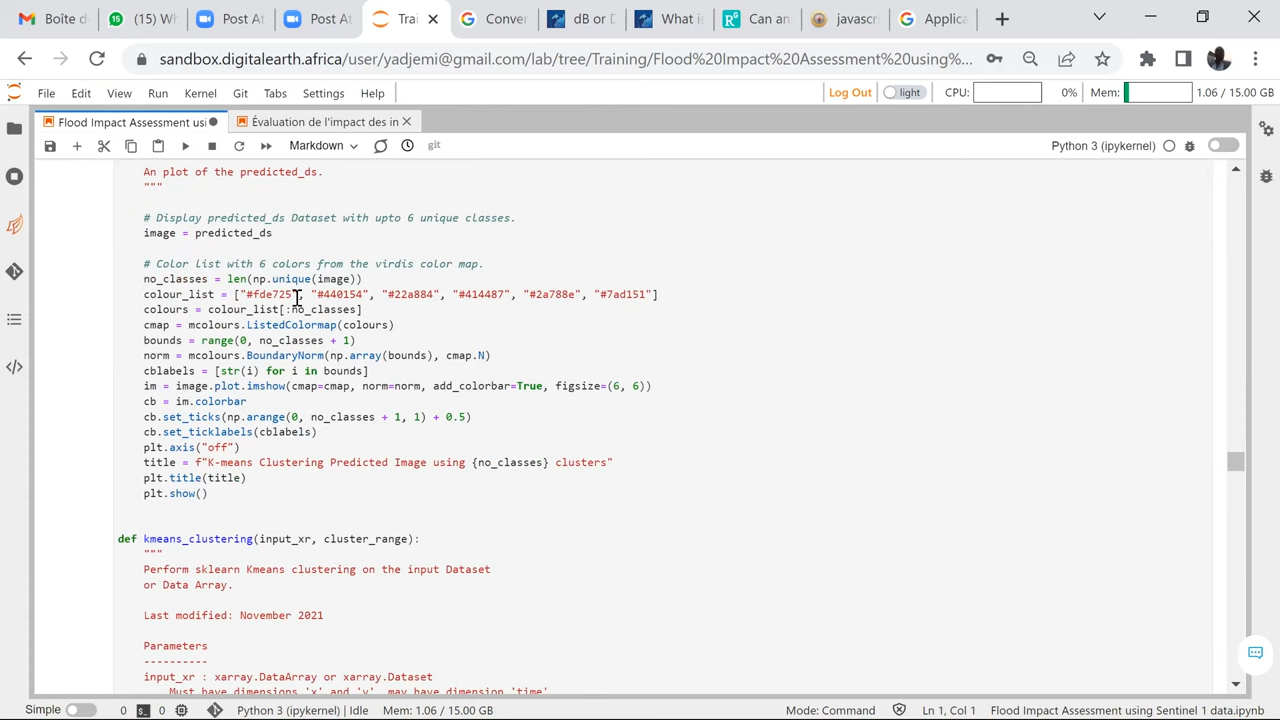 Boîte d
(15) Wh
Post At
Post At
Trai
Conver
dB or D
What is
Can an
javascr
Applica
sandbox.digitalearth.africa/user/yadjemi@gmail.com/lab/tree/Training/Flood%20Impact%20Assessment%20using%...
File Edit View Run Kernel Git Tabs Settings Help
Log Out light CPU: 0% Mem: 1.06 / 15.00 GB
Flood Impact Assessment usi
Évaluation de l'impact des in
Markdown
git
Python 3 (ipykernel)
An plot of the predicted_ds.
"""
# Display predicted_ds Dataset with upto 6 unique classes.
image = predicted_ds
# Color list with 6 colors from the virdis color map.
no_classes = len(np.unique(image))
colour_list = ["#fde725", "#440154", "#22a884", "#414487", "#2a788e", "#7ad151"]
colours = colour_list[:no_classes]
cmap = mcolours.ListedColormap(colours)
bounds = range(0, no_classes + 1)
norm = mcolours.BoundaryNorm(np.array(bounds), cmap.N)
cblabels = [str(i) for i in bounds]
im = image.plot.imshow(cmap=cmap, norm=norm, add_colorbar=True, figsize=(6, 6))
cb = im.colorbar
cb.set_ticks(np.arange(0, no_classes + 1, 1) + 0.5)
cb.set_ticklabels(cblabels)
plt.axis("off")
title = f"K-means Clustering Predicted Image using {no_classes} clusters"
plt.title(title)
plt.show()
def kmeans_clustering(input_xr, cluster_range):
"""
Perform sklearn Kmeans clustering on the input Dataset
or Data Array.
Last modified: November 2021
Parameters
----------
input_xr : xarray.DataArray or xarray.Dataset
Must have dimensions 'x' and 'y', may have dimension 'time'
Simple 0 0 Python 3 (ipykernel) | Idle Mem: 1.06 / 15.00 GB Mode: Command Ln 1, Col 1 Flood Impact Assessment using Sentinel 1 data.ipynb